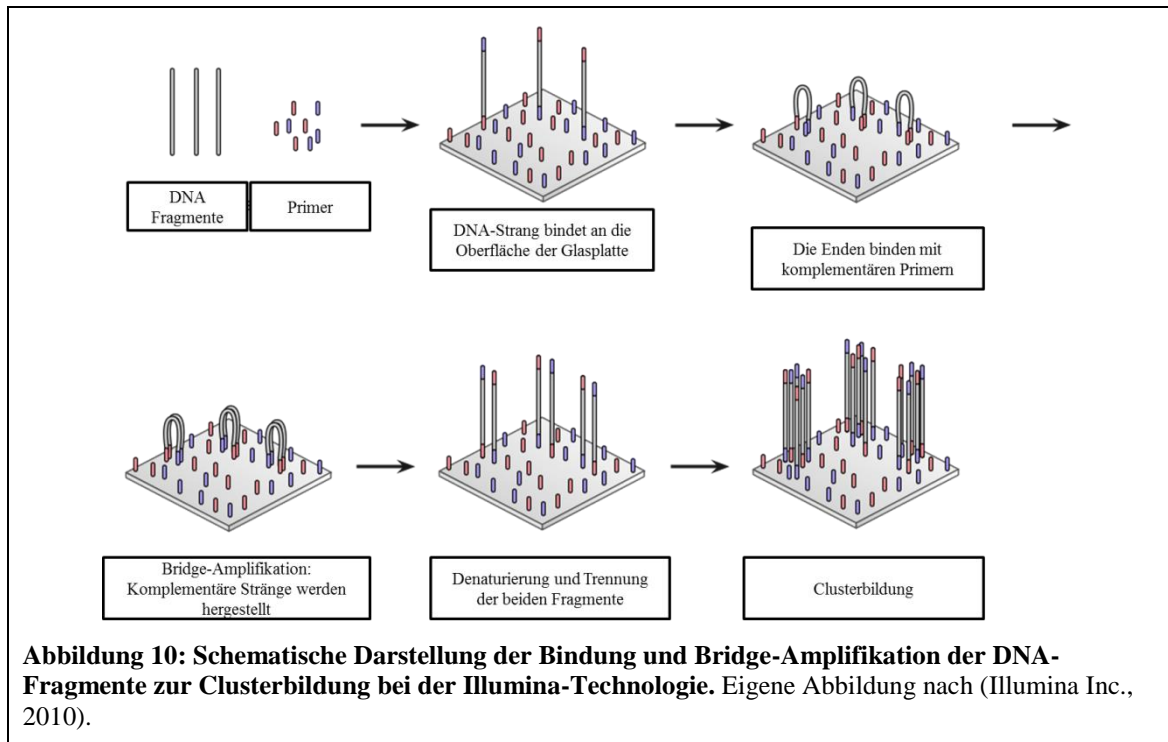 DNA
Fragmente
Primer
DNA-Strang bindet an die
Oberfläche der Glasplatte
Die Enden binden mit
komplementären Primern
Bridge-Amplifikation:
Komplementäre Stränge werden
hergestellt
Denaturierung und Trennung
der beiden Fragmente
Clusterbildung
Abbildung 10: Schematische Darstellung der Bindung und Bridge-Amplifikation der DNA-
Fragmente zur Clusterbildung bei der Illumina-Technologie. Eigene Abbildung nach (Illumina Inc.,
2010).